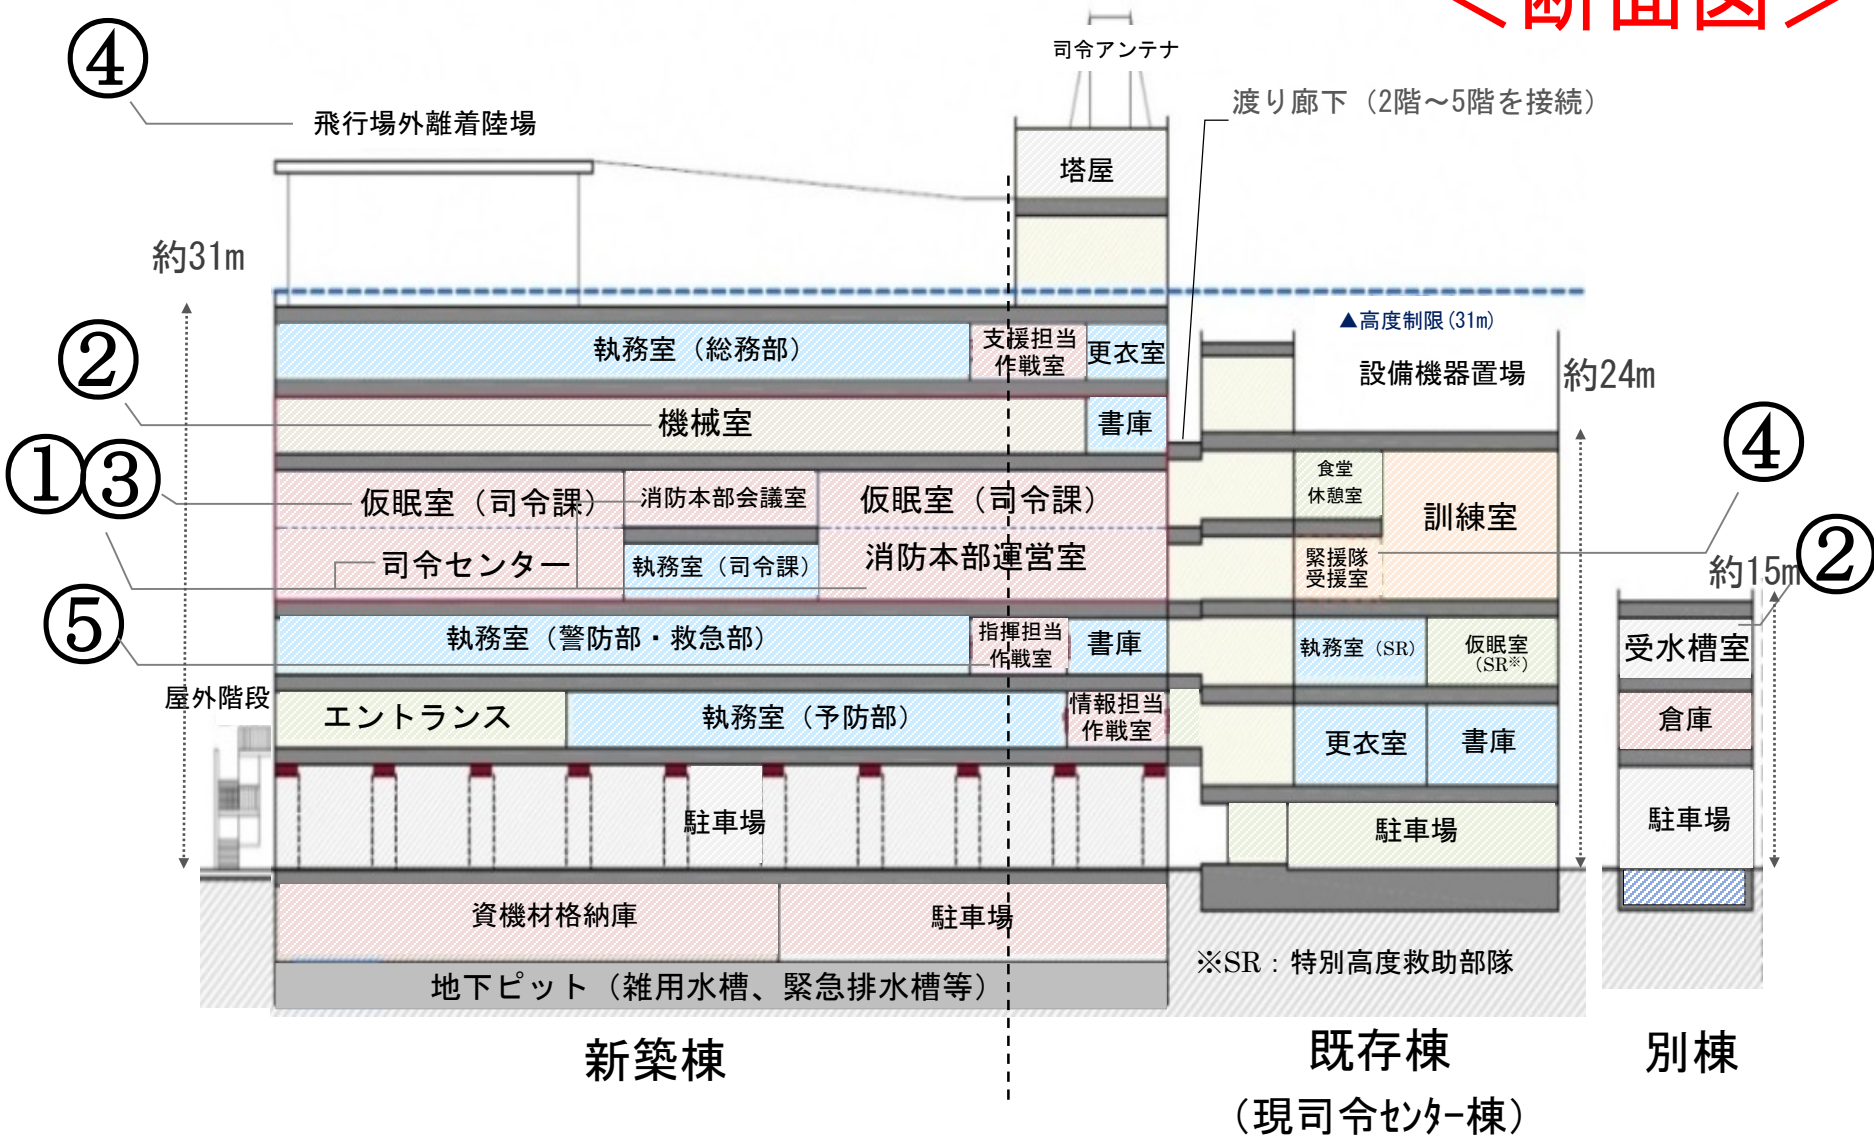 <断面図>
④
司令アンテナ
飛行場外離着陸場
渡り廊下（2階～5階を接続）
塔屋
約31m
▲高度制限(31m)
②
執務室（総務部）
支援担当
作戦室
更衣室
設備機器置場
約24m
機械室
書庫
①③
④
仮眠室（司令課）
消防本部会議室
仮眠室（司令課）
食堂
休憩室
訓練室
司令センター
執務室（司令課）
消防本部運営室
緊援隊
受援室
約15m
②
⑤
執務室（警防部・救急部）
指揮担当
作戦室
書庫
執務室（SR）
仮眠室
（SR※）
受水槽室
屋外階段
エントランス
執務室（予防部）
情報担当
作戦室
更衣室
書庫
倉庫
駐車場
駐車場
駐車場
資機材格納庫
駐車場
※SR：特別高度救助部隊
地下ピット（雑用水槽、緊急排水槽等）
新築棟
既存棟
（現司令ｾﾝﾀｰ棟）
別棟